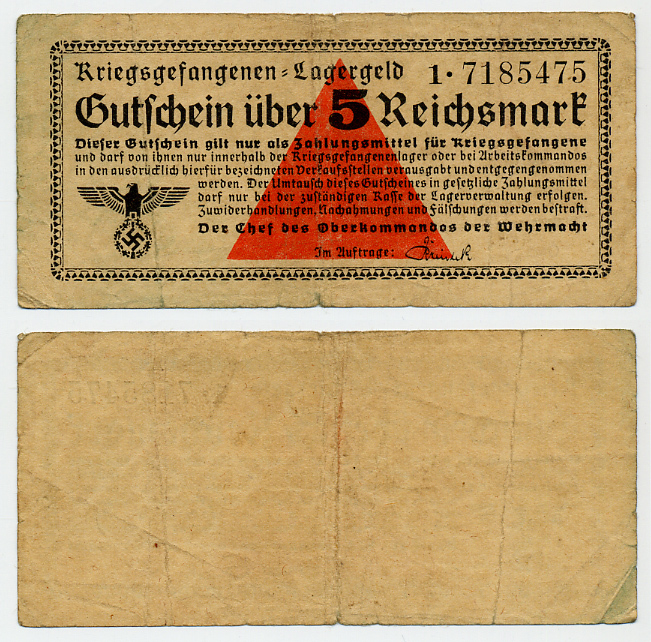 Kriegsgefangenen-Lagergeld 1·7185475
Gutschein über 5 Reichsmark
Dieser Gutschein gilt nur als Zahlungsmittel für Kriegsgefangene
und darf von ihnen nur innerhalb der Kriegsgefangenenlager oder bei Arbeitskommandos
in den ausdrücklich hierfür bezeichneten Verkaufsstellen verausgabt und entgegengenommen
werden. Der Umtausch dieses Gutscheines in gesetzliche Zahlungsmittel
darf nur bei der zuständigen Kasse der Lagerverwaltung erfolgen.
Zuwiderhandlungen, Nachahmungen und Fälschungen werden bestraft.
Der Chef des Oberkommandos der Wehrmacht
Im Auftrage: